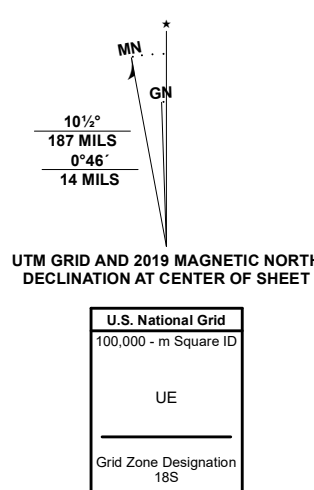 ★
MN
GN
10½°
187 MILS
0°46´
14 MILS
UTM GRID AND 2019 MAGNETIC NORTH
DECLINATION AT CENTER OF SHEET
U.S. National Grid
100,000 - m Square ID
UE
Grid Zone Designation
18S